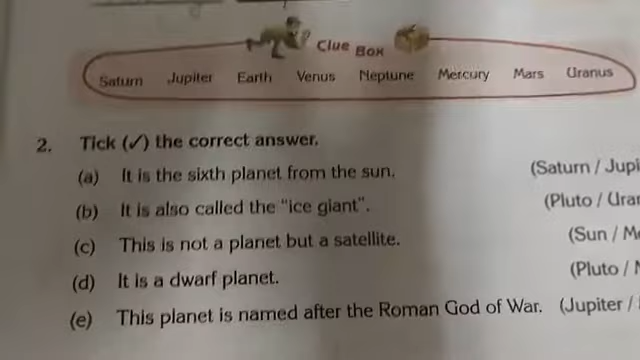 Clue Box
Saturn Jupiter Earth Venus Neptune Mercury Mars Uranus
2. Tick (✓) the correct answer.
(a) It is the sixth planet from the sun. (Saturn / Jupi
(b) It is also called the "ice giant". (Pluto / Uran
(c) This is not a planet but a satellite. (Sun / M
(d) It is a dwarf planet. (Pluto /
(e) This planet is named after the Roman God of War. (Jupiter /